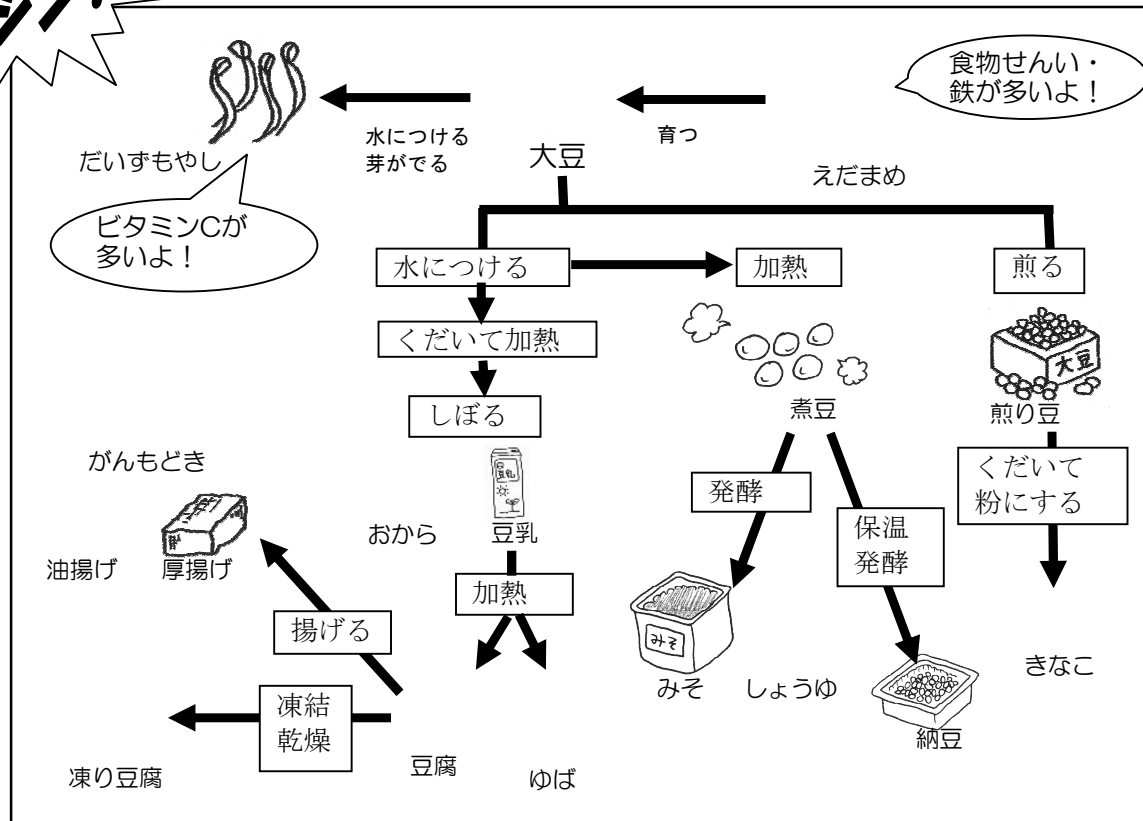 食物せんい・
鉄が多いよ！
水につける
芽がでる
育つ
だいずもやし
大豆
えだまめ
ビタミンCが
多いよ！
水につける
加熱
煎る
くだいて加熱
大豆
しぼる
煮豆
煎り豆
がんもどき
豆乳
発酵
くだいて
粉にする
おから
豆乳
保温
発酵
油揚げ
厚揚げ
加熱
揚げる
みそ
みそ
しょうゆ
きなこ
凍結
乾燥
納豆
凍り豆腐
豆腐
ゆば